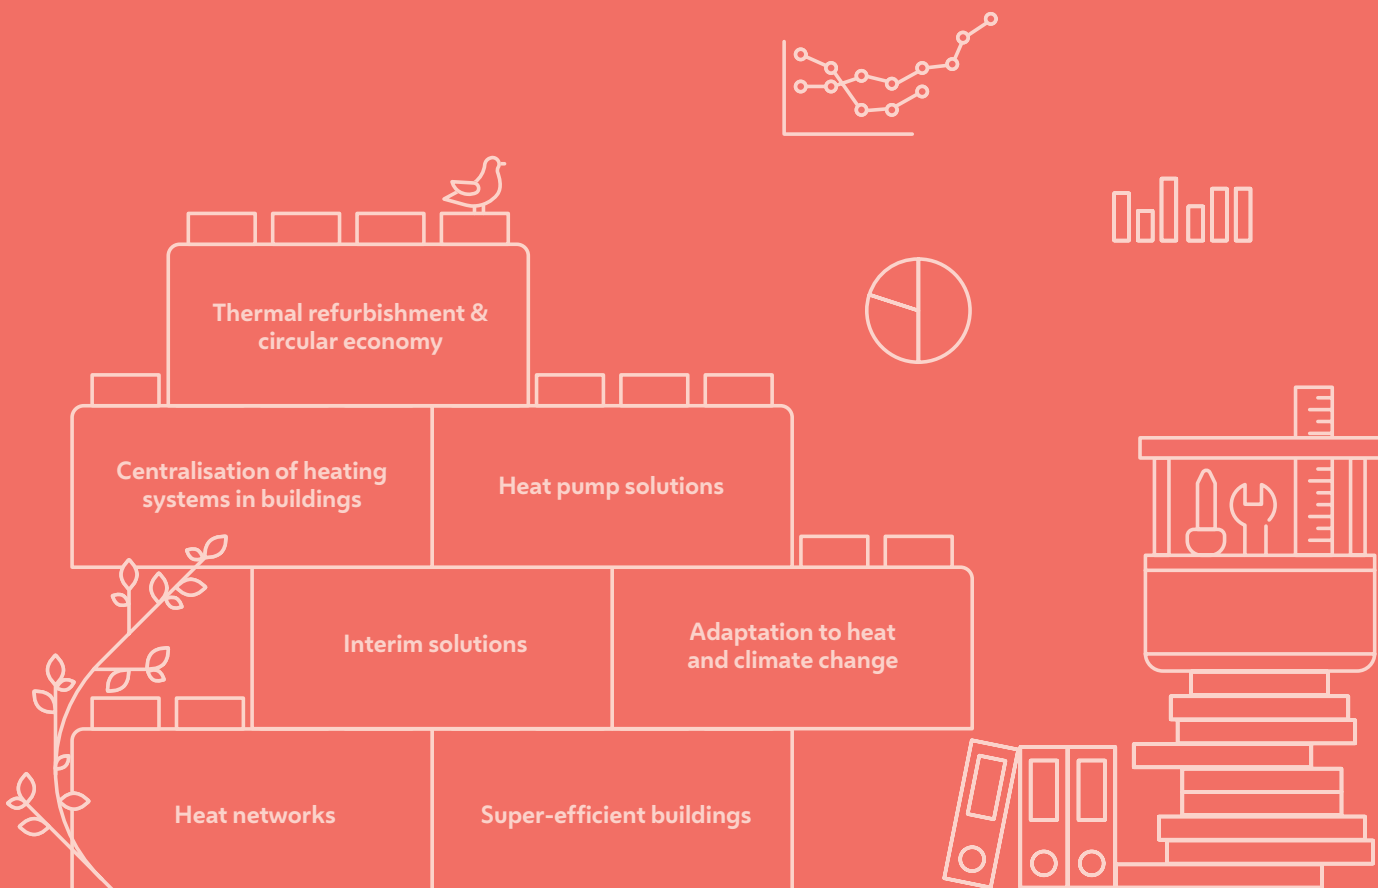 Thermal refurbishment &
circular economy
Centralisation of heating
systems in buildings
Heat pump solutions
Interim solutions
Adaptation to heat
and climate change
Heat networks
Super-efficient buildings